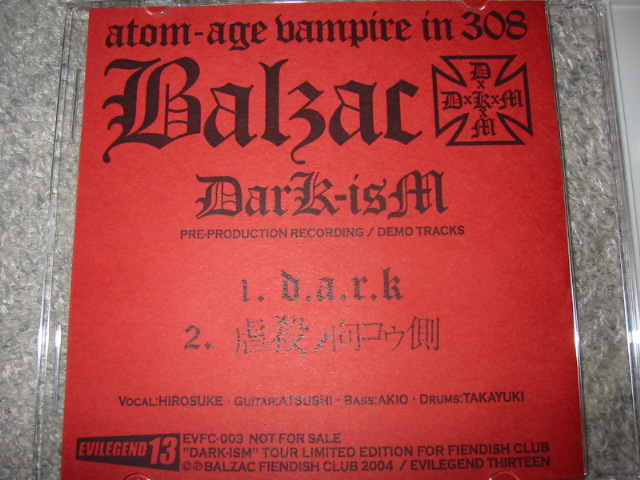 atom-age vampire in 308
Balzac
D
x
D x K x M
x
M
DarK-isM
PRE-PRODUCTION RECORDING / DEMO TRACKS
1. d.a.r.k
2. 虐殺ノ向コゥ側
VOCAL:HIROSUKE · GUITAR:ATSUSHI · BASS:AKIO · DRUMS:TAKAYUKI
EVILEGEND 13
EVFC-003 NOT FOR SALE
"DARK-ISM" TOUR LIMITED EDITION FOR FIENDISH CLUB
©℗BALZAC FIENDISH CLUB 2004 / EVILEGEND THIRTEEN